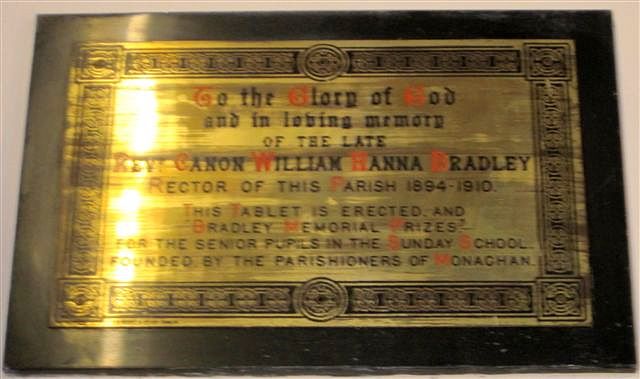 To the Glory of God
and in loving memory
OF THE LATE
REVD CANON WILLIAM HANNA BRADLEY
RECTOR OF THIS PARISH 1894-1910.
THIS TABLET IS ERECTED, AND
"BRADLEY MEMORIAL PRIZES"
FOR THE SENIOR PUPILS IN THE SUNDAY SCHOOL.
FOUNDED BY THE PARISHIONERS OF MONAGHAN.